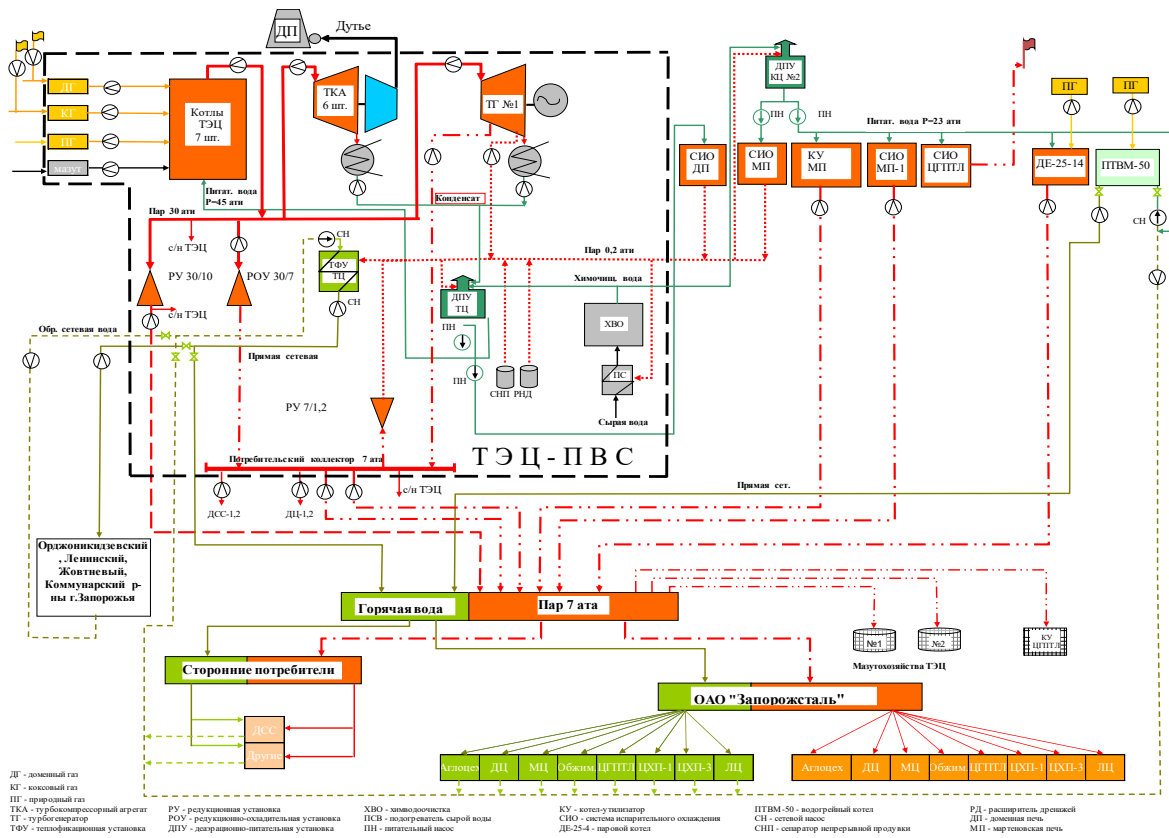 ДП
Дутье
ДПУ
КЦ №2
ДГ
КГ
ПГ
мазут
Котлы
ТЭЦ
7 шт.
ТКА
6 шт.
ТГ №1
ПГ
ПГ
ПН
ПН
Питат. вода Р=23 ати
СИО
ДП
СИО
МП
КУ
МП
СИО
МП-1
СИО
ЦГПТЛ
ДЕ-25-14
ПТВМ-50
Питат. вода
Р=45 ати
Конденсат
Пар 30 ати
СН
с/н ТЭЦ
СН
ТФУ
ТЦ
Пар 0,2 ати
РУ 30/10
РОУ 30/7
Химочищ. вода
ДПУ
ТЦ
СН
с/н ТЭЦ
ХВО
Обр. сетевая вода
ПН
Прямая сетевая
ПН
ПС
СНП
РНД
РУ 7/1,2
Сырая вода
Потребительский коллектор 7 ата
ТЭЦ-ПВС
с/н ТЭЦ
Прямая сет.
ДСС-1,2
ДЦ-1,2
Орджоникидзевский
, Ленинский,
Жовтневый,
Коммунарский р-
ны г.Запорожья
Горячая вода
Пар 7 ата
№1
№2
КУ
ЦГПТЛ
Мазутохозяйства ТЭЦ
Сторонние потребители
ОАО "Запорожсталь"
ДСС
Другие
Аглоцех
ДЦ
МЦ
Обжим.
ЦГПТЛ
ЦХП-1
ЦХП-3
ЛЦ
Аглоцех
ДЦ
МЦ
Обжим.
ЦГПТЛ
ЦХП-1
ЦХП-3
ЛЦ
ДГ - доменный газ
КГ - коксовый газ
ПГ - природный газ
ТКА - турбокомпрессорный агрегат
ТГ - турбогенератор
ТФУ - теплофикационная установка
РУ - редукционная установка
РОУ - редукционно-охладительная установка
ДПУ - деаэрационно-питательная установка
ХВО - химводоочистка
ПСВ - подогреватель сырой воды
ПН - питательный насос
КУ - котел-утилизатор
СИО - система испарительного охлаждения
ДЕ-25-4 - паровой котел
ПТВМ-50 - водогрейный котел
СН - сетевой насос
СНП - сепаратор непрерывной продувки
РД - расширитель дренажей
ДП - доменная печь
МП - мартеновская печь